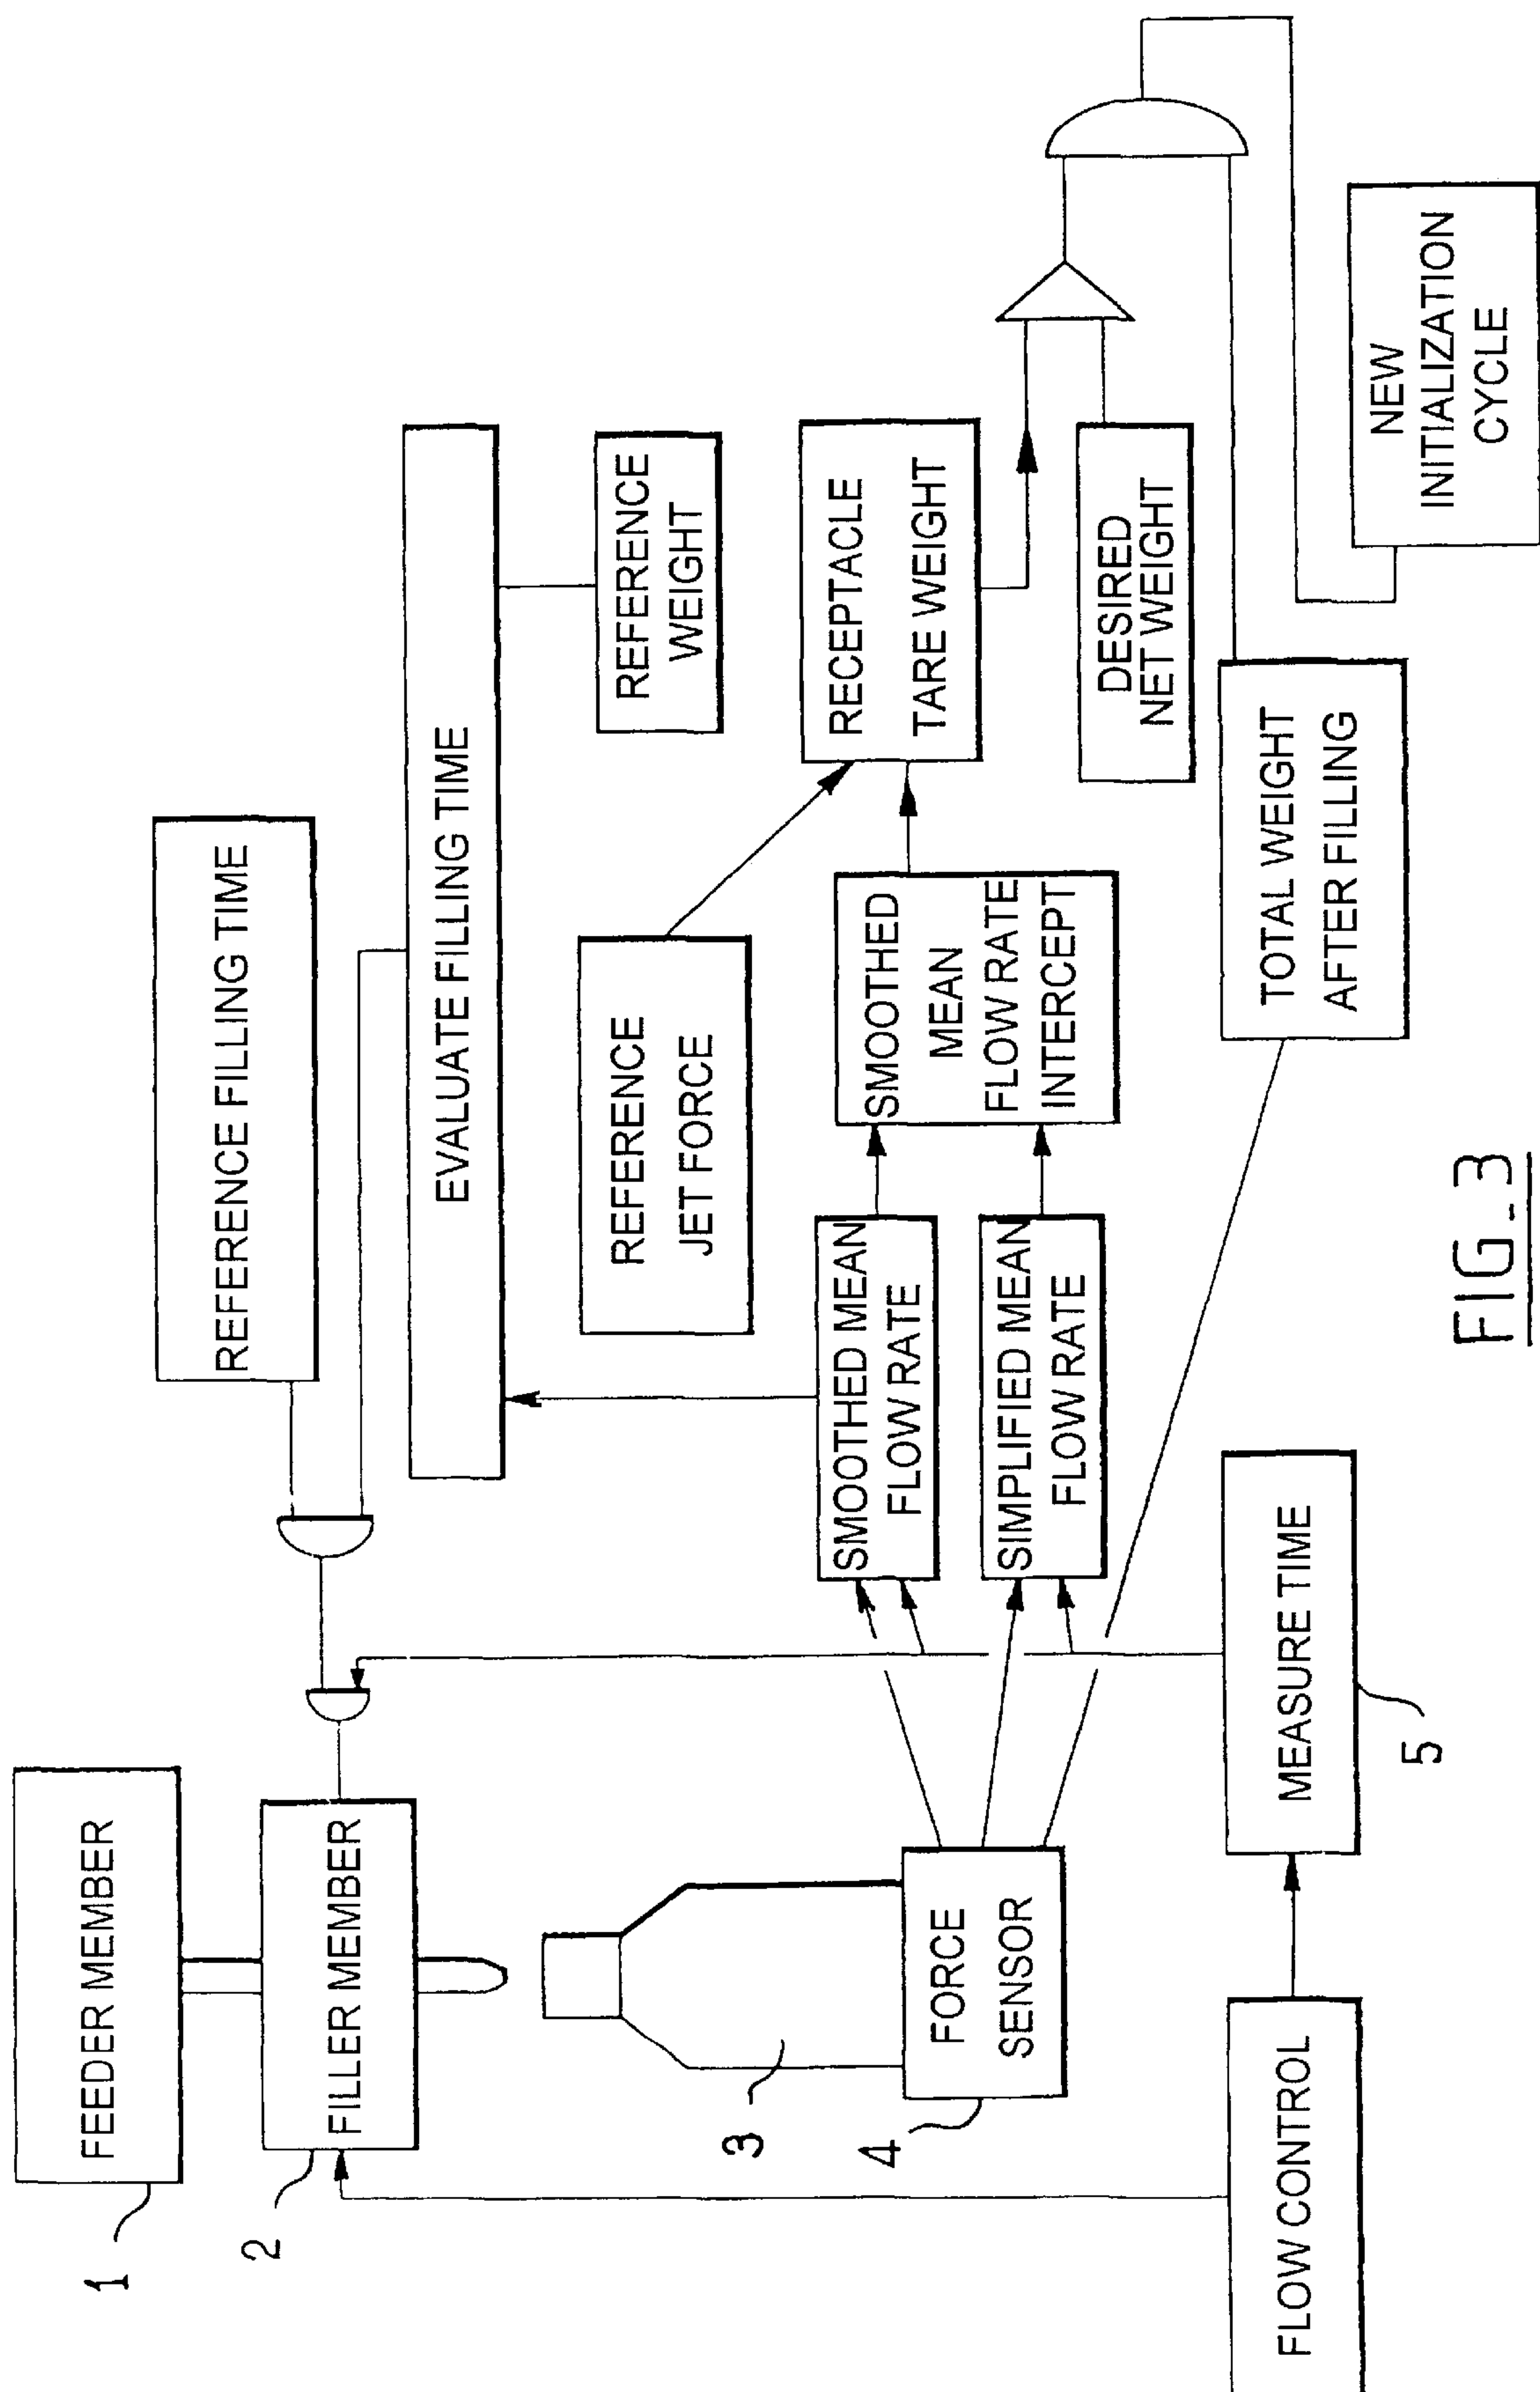 1
FEEDER MEMBER
2
FILLER MEMBER
REFERENCE FILLING TIME
EVALUATE FILLING TIME
REFERENCE
WEIGHT
3
4
FORCE
SENSOR
REFERENCE
JET FORCE
SMOOTHED MEAN
FLOW RATE
SIMPLIFIED MEAN
FLOW RATE
SMOOTHED
MEAN
FLOW RATE
INTERCEPT
RECEPTACLE
TARE WEIGHT
DESIRED
NET WEIGHT
FLOW CONTROL
MEASURE TIME
5
TOTAL WEIGHT
AFTER FILLING
NEW
INITIALIZATION
CYCLE
FIG_3